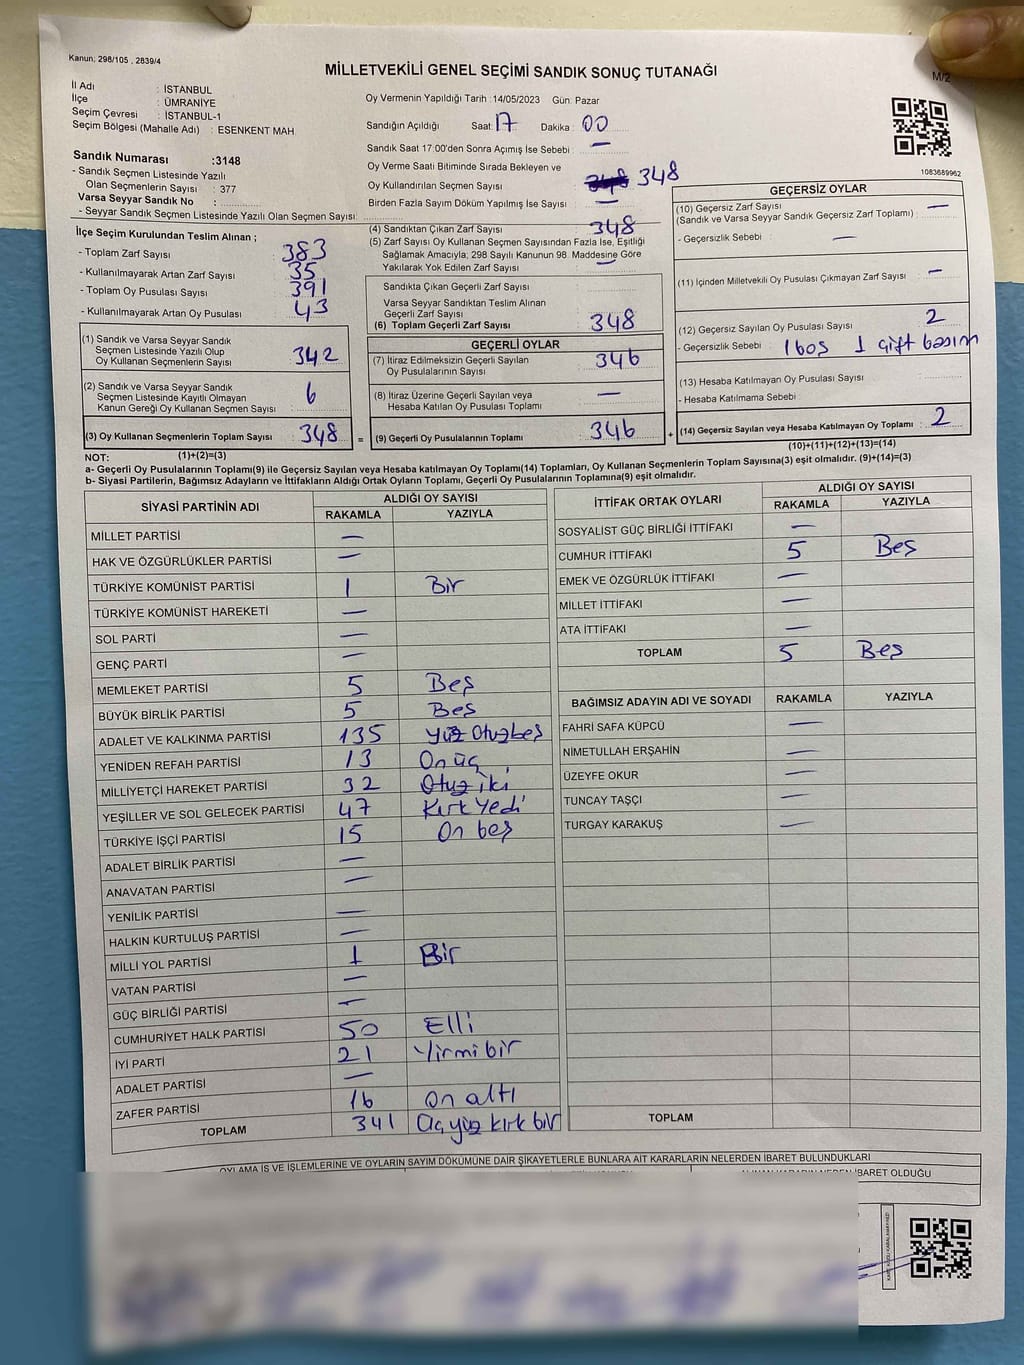 Kanun; 298/105 , 2839/4
M/2
MİLLETVEKİLİ GENEL SEÇİMİ SANDIK SONUÇ TUTANAĞI
İl Adı : İSTANBUL
İlçe : ÜMRANİYE
Seçim Çevresi : İSTANBUL-1
Seçim Bölgesi (Mahalle Adı) : ESENKENT MAH
Oy Vermenin Yapıldığı Tarih :14/05/2023 Gün: Pazar
Sandığın Açıldığı Saat: 17 Dakika : 00
Sandık Saat 17:00'den Sonra Açımış İse Sebebi : —
Oy Verme Saati Bitiminde Sırada Bekleyen ve
Oy Kullandırılan Seçmen Sayısı : 348 348
Birden Fazla Sayım Döküm Yapılmış İse Sayısı : —
1083689962
Sandık Numarası :3148
- Sandık Seçmen Listesinde Yazılı
Olan Seçmenlerin Sayısı : 377
Varsa Seyyar Sandık No :
- Seyyar Sandık Seçmen Listesinde Yazılı Olan Seçmen Sayısı:
İlçe Seçim Kurulundan Teslim Alınan ;
- Toplam Zarf Sayısı : 383
- Kullanılmayarak Artan Zarf Sayısı : 35
- Toplam Oy Pusulası Sayısı : 391
- Kullanılmayarak Artan Oy Pusulası : 43
(1) Sandık ve Varsa Seyyar Sandık
Seçmen Listesinde Yazılı Olup
Oy Kullanan Seçmenlerin Sayısı : 342
(2) Sandık ve Varsa Seyyar Sandık
Seçmen Listesinde Kayıtlı Olmayan
Kanun Gereği Oy Kullanan Seçmen Sayısı : 6
(3) Oy Kullanan Seçmenlerin Toplam Sayısı : 348 =
(1)+(2)=(3)
(4) Sandıktan Çıkan Zarf Sayısı : 348
(5) Zarf Sayısı Oy Kullanan Seçmen Sayısından Fazla İse, Eşitliği
Sağlamak Amacıyla; 298 Sayılı Kanunun 98. Maddesine Göre
Yakılarak Yok Edilen Zarf Sayısı : —
Sandıkta Çıkan Geçerli Zarf Sayısı :
Varsa Seyyar Sandıktan Teslim Alınan
Geçerli Zarf Sayısı :
(6) Toplam Geçerli Zarf Sayısı : 348
GEÇERLİ OYLAR
(7) İtiraz Edilmeksizin Geçerli Sayılan
Oy Pusulalarının Sayısı : 346
(8) İtiraz Üzerine Geçerli Sayılan veya
Hesaba Katılan Oy Pusulası Toplamı : —
(9) Geçerli Oy Pusulalarının Toplamı : 346 +
GEÇERSİZ OYLAR
(10) Geçersiz Zarf Sayısı : —
(Sandık ve Varsa Seyyar Sandık Geçersiz Zarf Toplamı)
- Geçersizlik Sebebi : —
(11) İçinden Milletvekili Oy Pusulası Çıkmayan Zarf Sayısı : —
(12) Geçersiz Sayılan Oy Pusulası Sayısı : 2
- Geçersizlik Sebebi : 1 boş 1 çift basım
(13) Hesaba Katılmayan Oy Pusulası Sayısı :
- Hesaba Katılmama Sebebi :
(14) Geçersiz Sayılan veya Hesaba Katılmayan Oy Toplamı : 2
(10)+(11)+(12)+(13)=(14)
NOT:
a- Geçerli Oy Pusulalarının Toplamı(9) ile Geçersiz Sayılan veya Hesaba katılmayan Oy Toplamı(14) Toplamları, Oy Kullanan Seçmenlerin Toplam Sayısına(3) eşit olmalıdır. (9)+(14)=(3)
b- Siyasi Partilerin, Bağımsız Adayların ve İttifakların Aldığı Ortak Oyların Toplamı, Geçerli Oy Pusulalarının Toplamına(9) eşit olmalıdır.
SİYASİ PARTİNİN ADI ALDIĞI OY SAYISI
RAKAMLA YAZIYLA
MİLLET PARTİSİ —
HAK VE ÖZGÜRLÜKLER PARTİSİ —
TÜRKİYE KOMÜNİST PARTİSİ 1 Bir
TÜRKİYE KOMÜNİST HAREKETİ —
SOL PARTİ —
GENÇ PARTİ —
MEMLEKET PARTİSİ 5 Beş
BÜYÜK BİRLİK PARTİSİ 5 Beş
ADALET VE KALKINMA PARTİSİ 135 Yüz Otuzbeş
YENİDEN REFAH PARTİSİ 13 On üç
MİLLİYETÇİ HAREKET PARTİSİ 32 Otuz iki
YEŞİLLER VE SOL GELECEK PARTİSİ 47 Kırk Yedi
TÜRKİYE İŞÇİ PARTİSİ 15 On beş
ADALET BİRLİK PARTİSİ —
ANAVATAN PARTİSİ —
YENİLİK PARTİSİ —
HALKIN KURTULUŞ PARTİSİ —
MİLLİ YOL PARTİSİ 1 Bir
VATAN PARTİSİ —
GÜÇ BİRLİĞİ PARTİSİ —
CUMHURİYET HALK PARTİSİ 50 Elli
İYİ PARTİ 21 Yirmi bir
ADALET PARTİSİ —
ZAFER PARTİSİ 16 On altı
TOPLAM 341 Üç yüz kırk bir
İTTİFAK ORTAK OYLARI ALDIĞI OY SAYISI
RAKAMLA YAZIYLA
SOSYALİST GÜÇ BİRLİĞİ İTTİFAKI —
CUMHUR İTTİFAKI 5 Beş
EMEK VE ÖZGÜRLÜK İTTİFAKI —
MİLLET İTTİFAKI —
ATA İTTİFAKI —
TOPLAM 5 Beş
BAĞIMSIZ ADAYIN ADI VE SOYADI RAKAMLA YAZIYLA
FAHRİ SAFA KÜPCÜ —
NİMETULLAH ERŞAHİN —
ÜZEYFE OKUR —
TUNCAY TAŞÇI —
TURGAY KARAKUŞ —
TOPLAM
OYLAMA İŞ VE İŞLEMLERİNE VE OYLARIN SAYIM DÖKÜMÜNE DAİR ŞİKAYETLERLE BUNLARA AİT KARARLARIN NELERDEN İBARET BULUNDUKLARI
ALINAN KARARIN NEDEN İBARET OLDUĞU